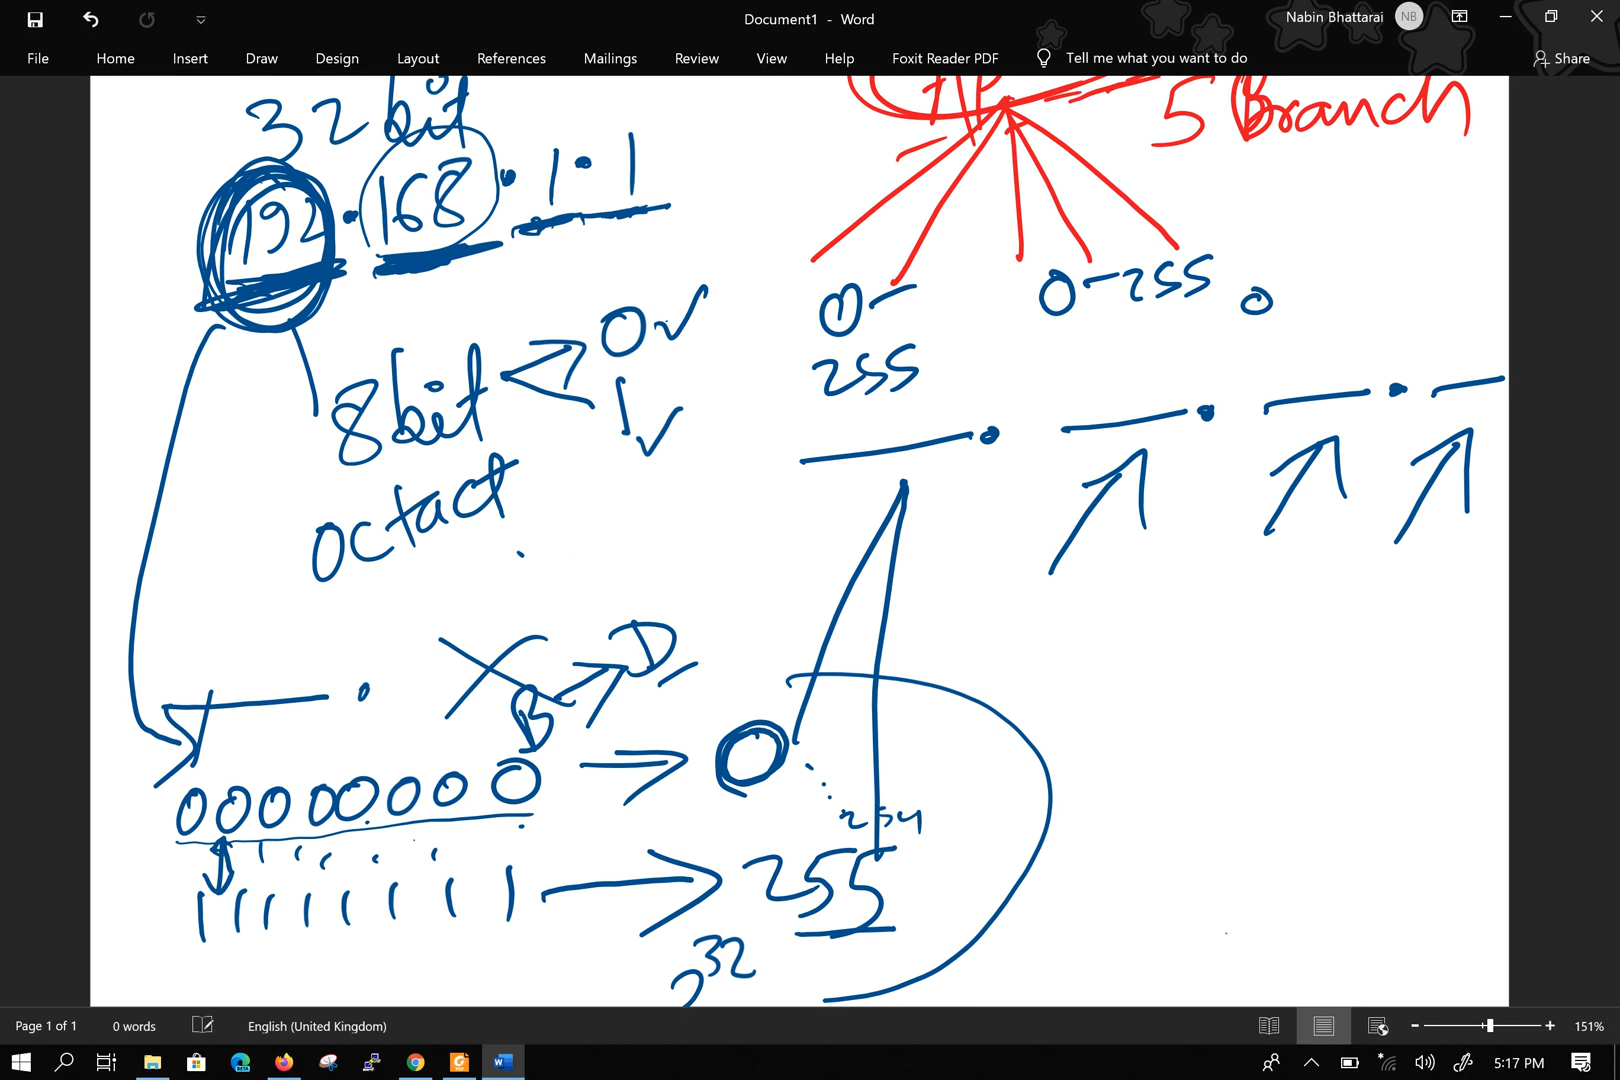 Document1 - Word
Nabin Bhattarai NB
File Home Insert Draw Design Layout References Mailings Review View Help Foxit Reader PDF Tell me what you want to do Share
32 bit
5 Branch
192.168.1.1
0-255
0
0-
255
8 bit
0
1
octact
B
D
00000000
0
254
11111111
255
2^32
Page 1 of 1 0 words English (United Kingdom) 151%
5:17 PM